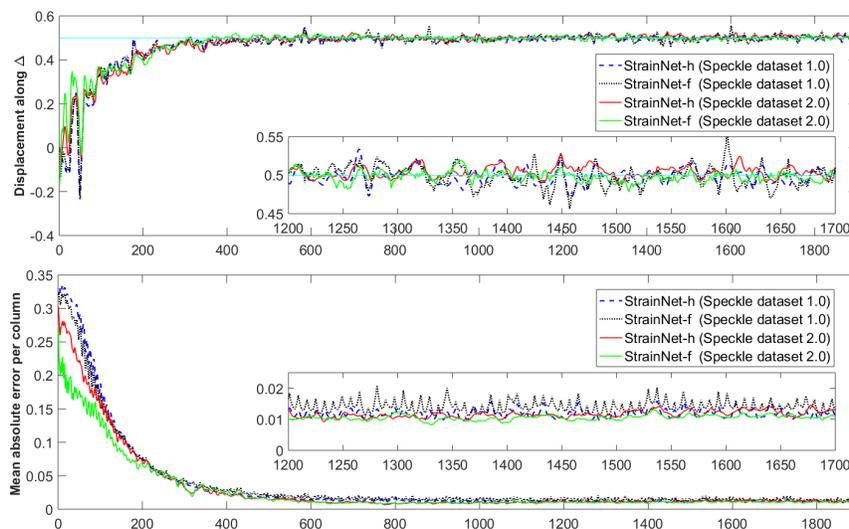 Displacement along Δ
0.6
0.4
0.2
0
-0.2
-0.4
StrainNet-h (Speckle dataset 1.0)
StrainNet-f (Speckle dataset 1.0)
StrainNet-h (Speckle dataset 2.0)
StrainNet-f (Speckle dataset 2.0)
0.55
0.5
0.45
1200 1250 1300 1350 1400 1450 1500 1550 1600 1650 1700
0 200 400 600 800 1000 1200 1400 1600 1800
Mean absolute error per column
0.35
0.3
0.25
0.2
0.15
0.1
0.05
0
StrainNet-h (Speckle dataset 1.0)
StrainNet-f (Speckle dataset 1.0)
StrainNet-h (Speckle dataset 2.0)
StrainNet-f (Speckle dataset 2.0)
0.02
0.01
0
1200 1250 1300 1350 1400 1450 1500 1550 1600 1650 1700
0 200 400 600 800 1000 1200 1400 1600 1800